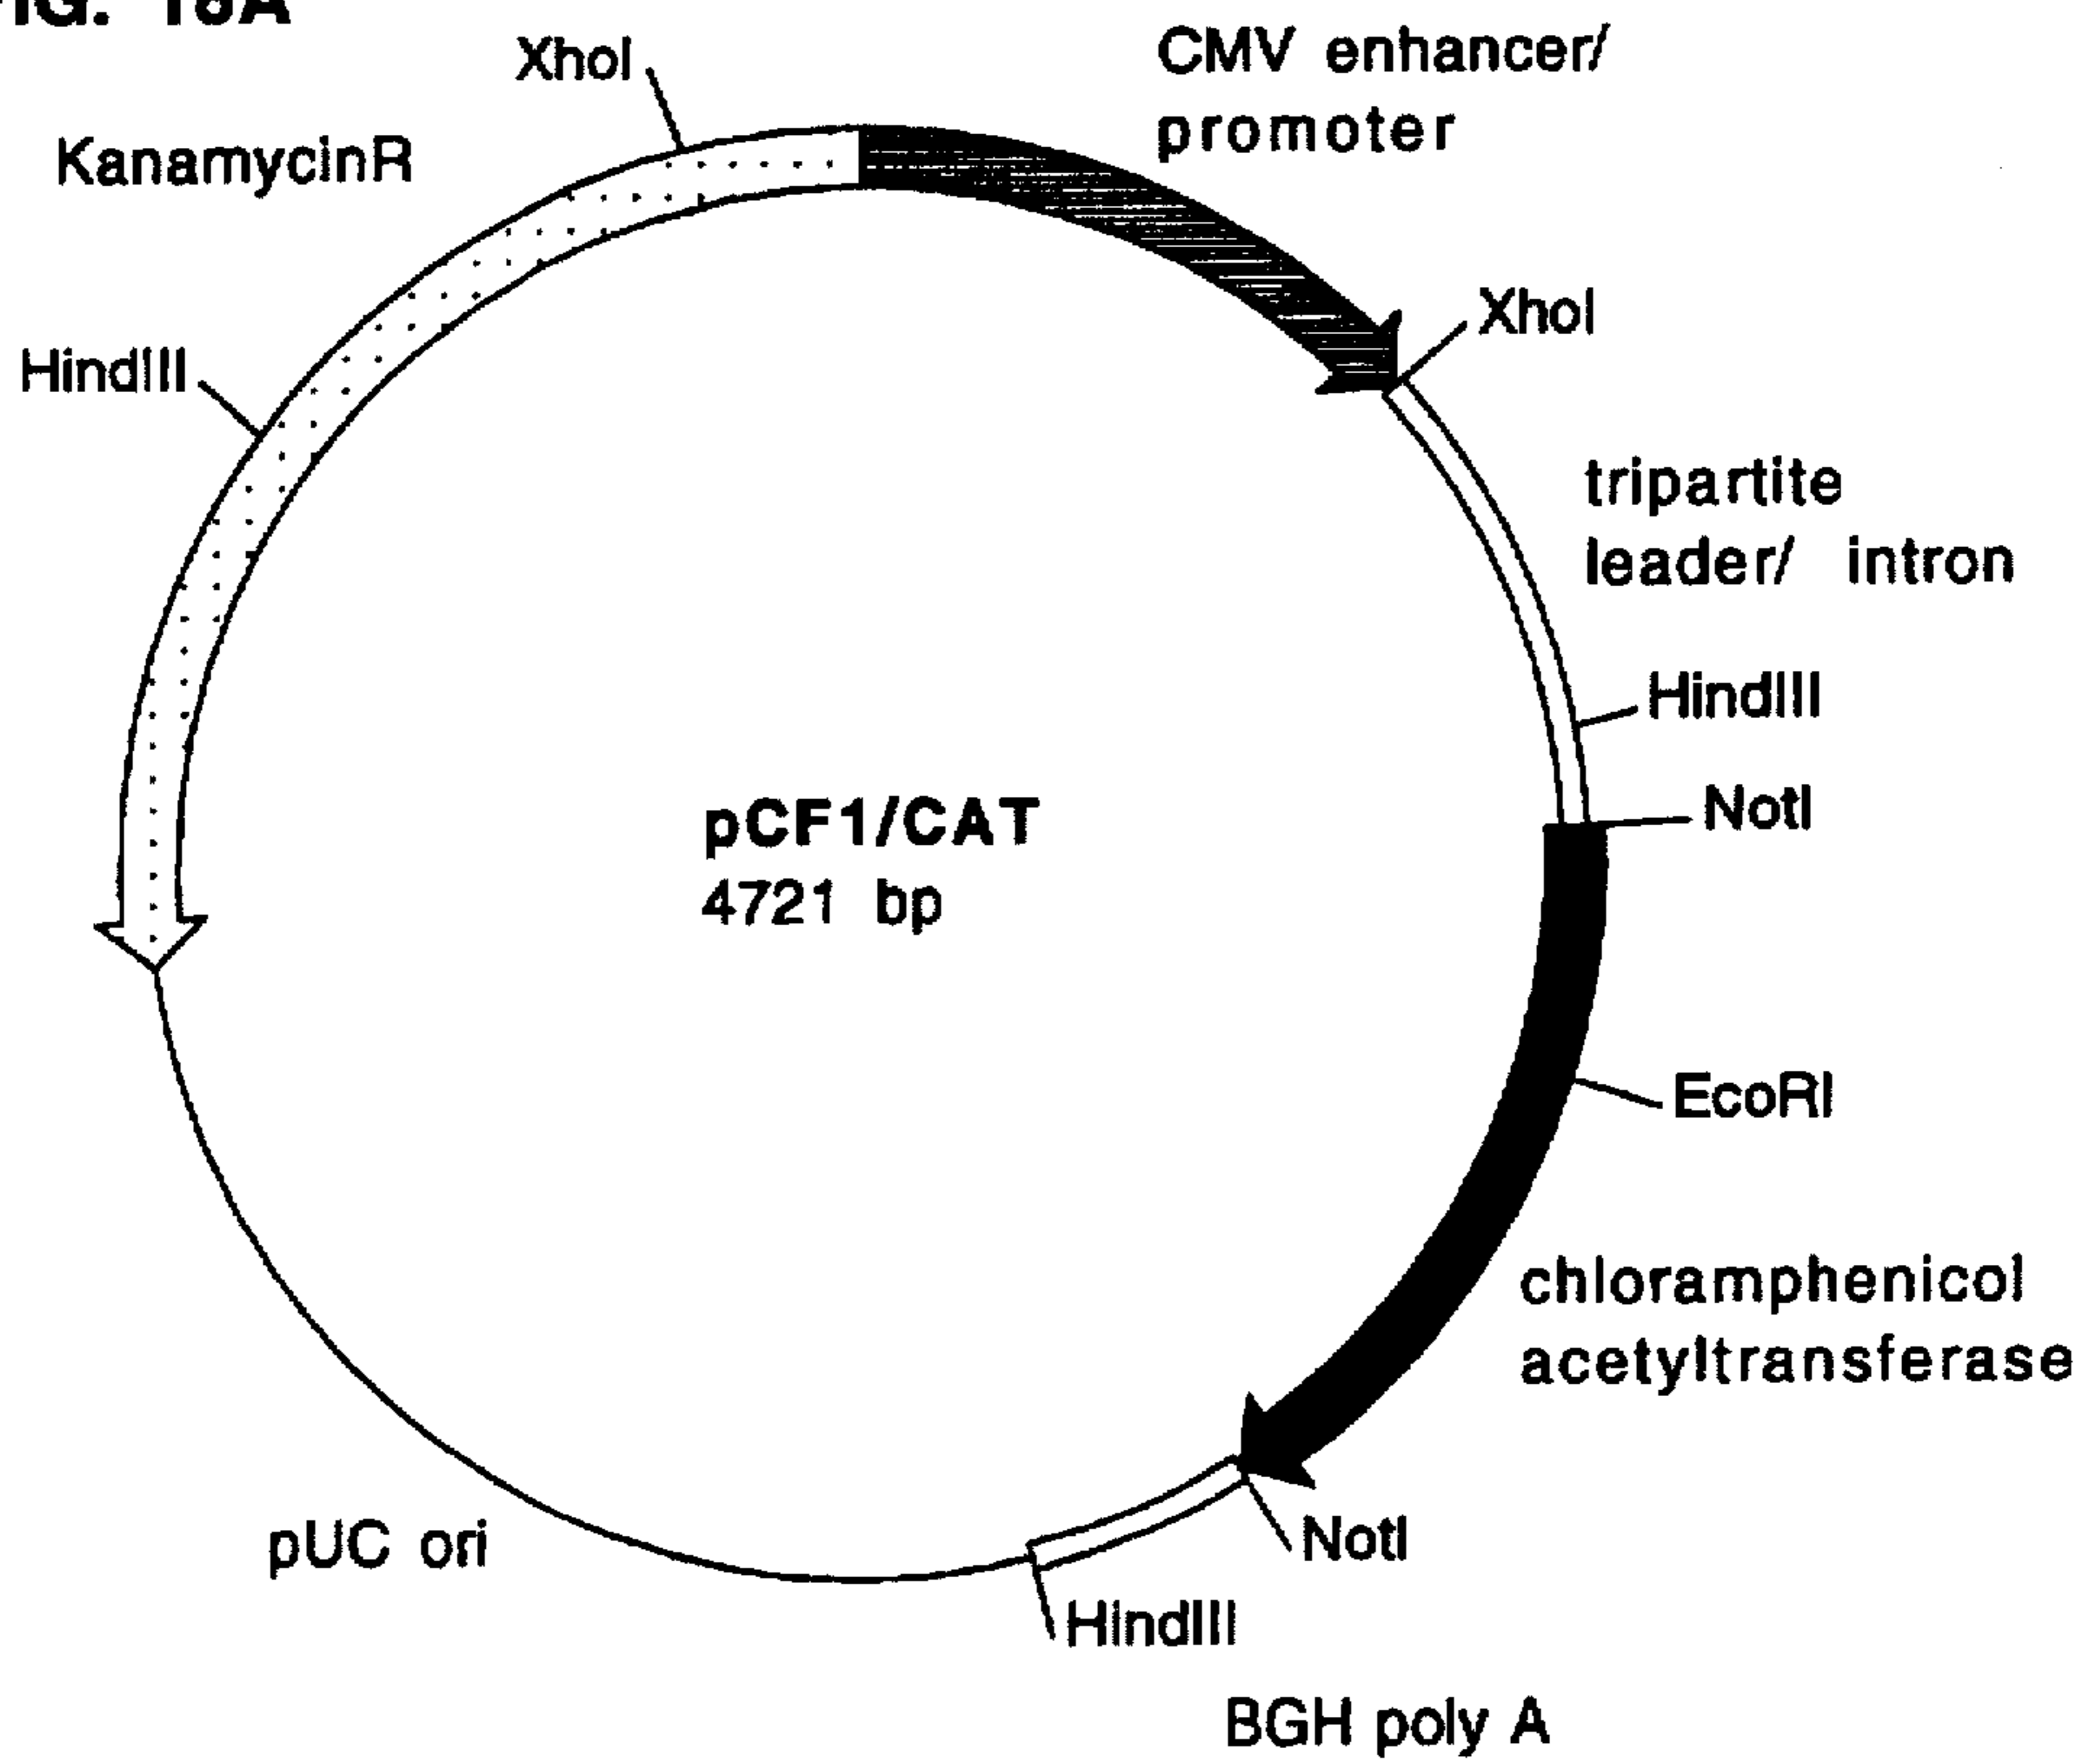 XhoI
CMV enhancer/
promoter
KanamycinR
XhoI
HindIII
tripartite
leader/ intron
HindIII
NotI
pCF1/CAT
4721 bp
EcoRI
chloramphenicol
acetyltransferase
pUC ori
NotI
HindIII
BGH poly A